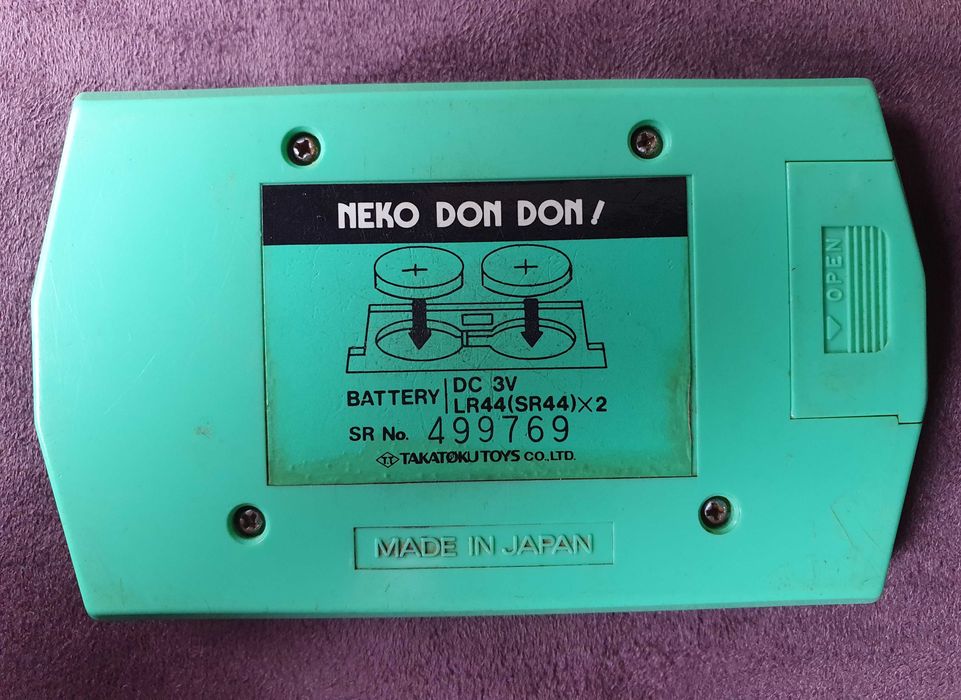 NEKO DON DON!
+ +
BATTERY DC 3V
LR44(SR44)×2
SR No. 499769
TT TAKATOKU TOYS CO.,LTD.
MADE IN JAPAN
OPEN